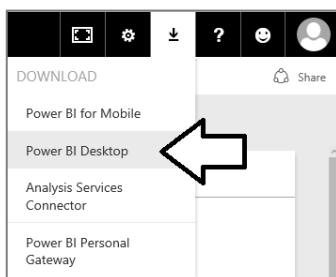 ?
DOWNLOAD
Share
Power BI for Mobile
Power BI Desktop
Analysis Services
Connector
Power BI Personal
Gateway